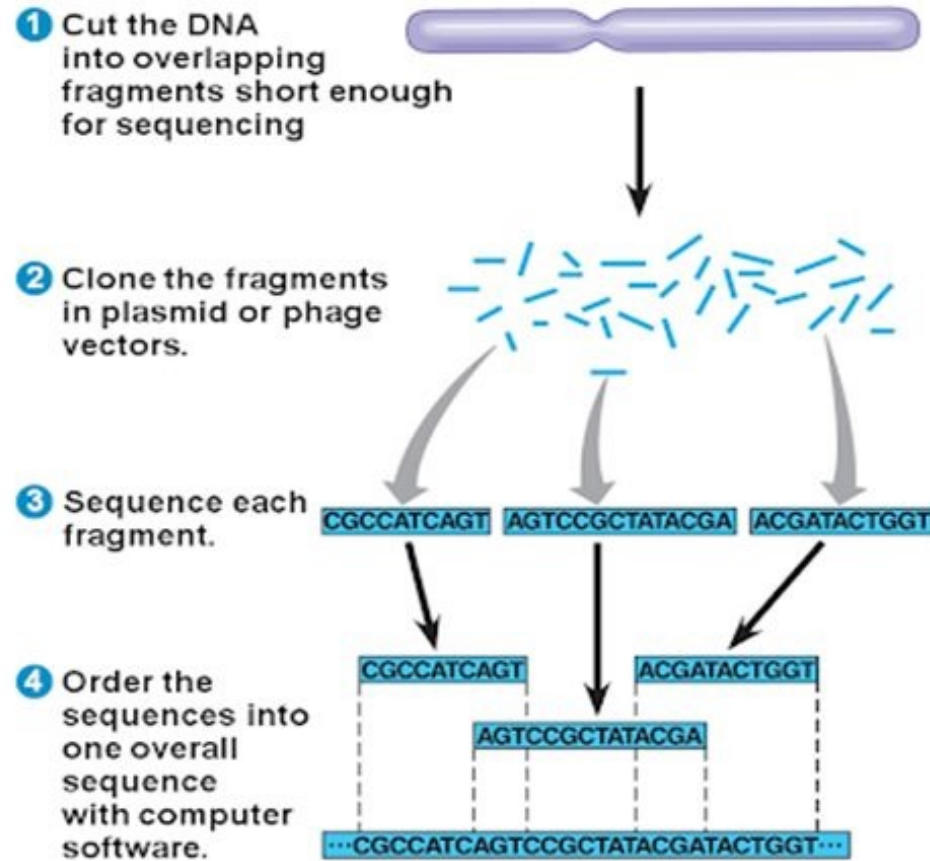 1 Cut the DNA
into overlapping
fragments short enough
for sequencing
2 Clone the fragments
in plasmid or phage
vectors.
3 Sequence each
fragment.
CGCCATCAGT AGTCCGCTATACGA ACGATACTGGT
4 Order the
sequences into
one overall
sequence
with computer
software.
CGCCATCAGT ACGATACTGGT
AGTCCGCTATACGA
···CGCCATCAGTCCGCTATACGATACTGGT···